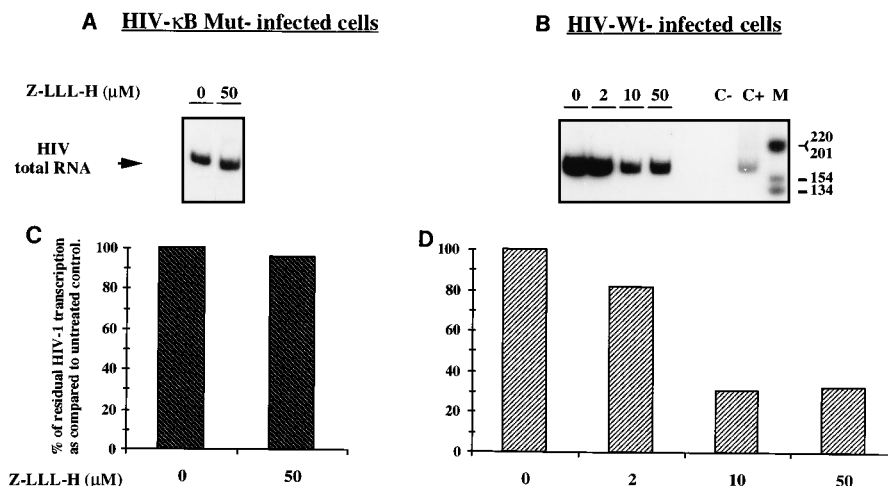 A HIV-κB Mut- infected cells
B HIV-Wt- infected cells
Z-LLL-H (μM) 0 50
0 2 10 50 C- C+ M
HIV
total RNA
220
201
154
134
C
% of residual HIV-1 transcription
as compared to untreated control.
100
80
60
40
20
0
Z-LLL-H (μM) 0 50
D
100
80
60
40
20
0
0 2 10 50